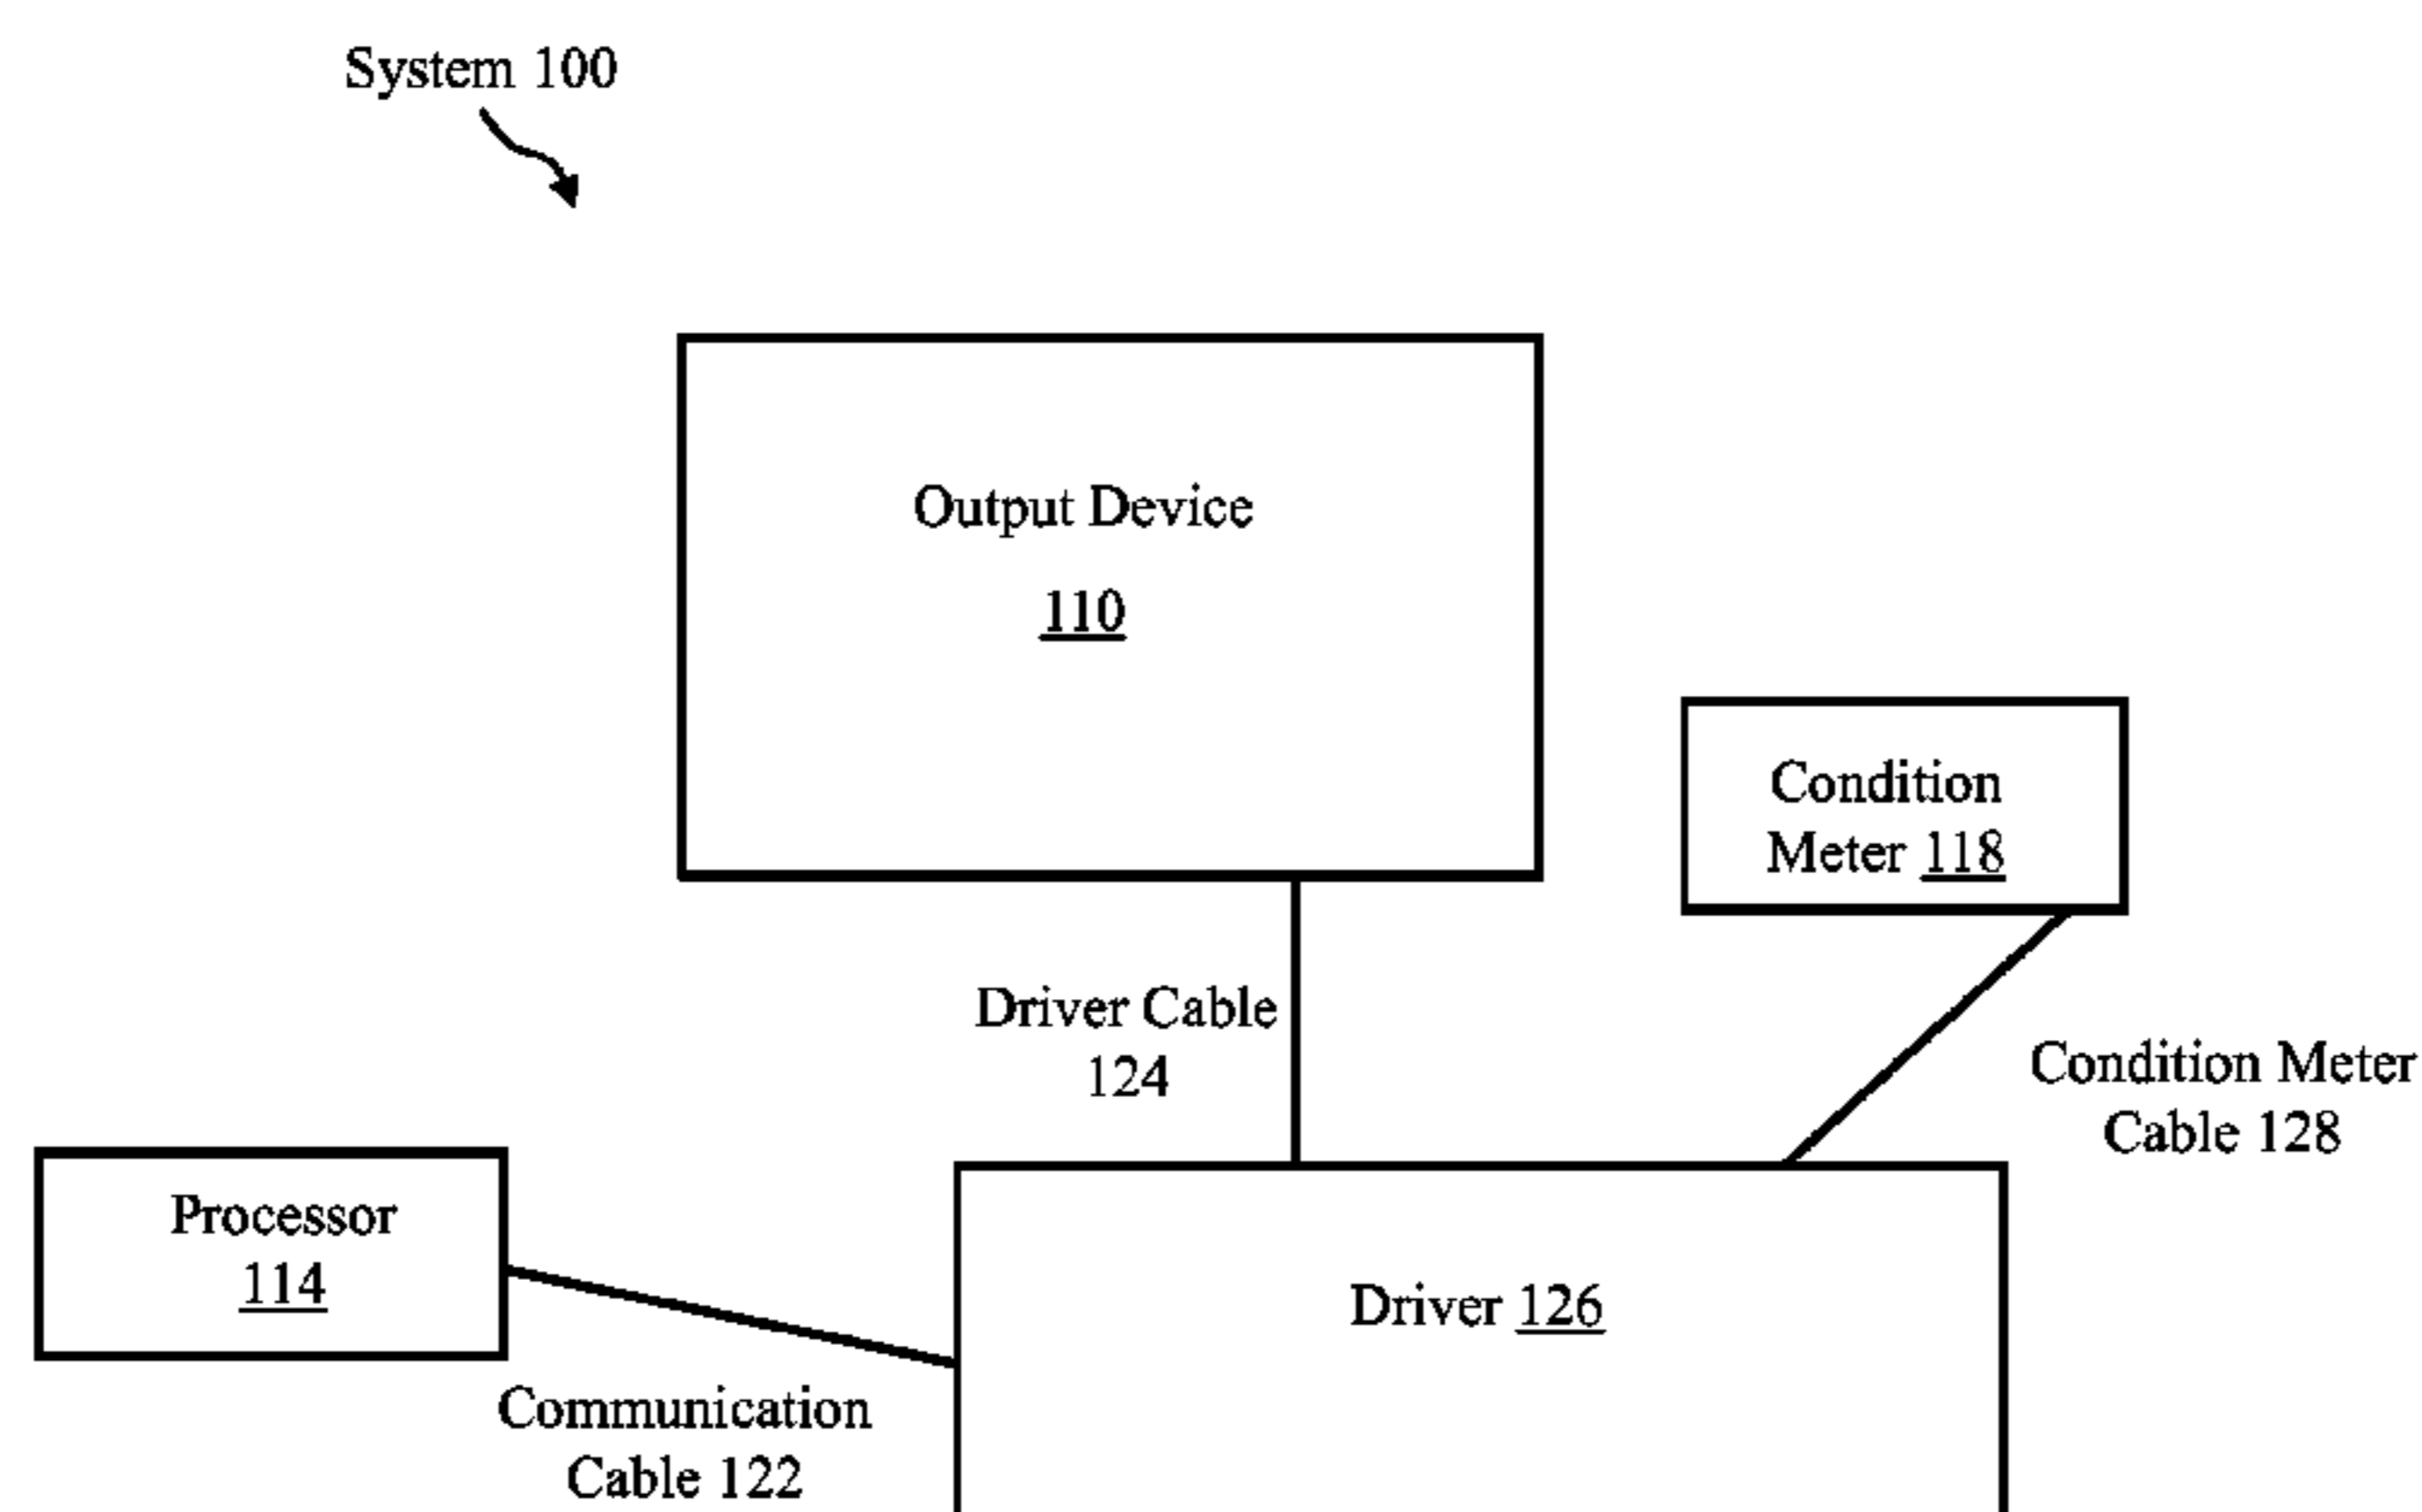 System 100
Output Device
110
Condition
Meter 118
Driver Cable
124
Condition Meter
Cable 128
Processor
114
Driver 126
Communication
Cable 122